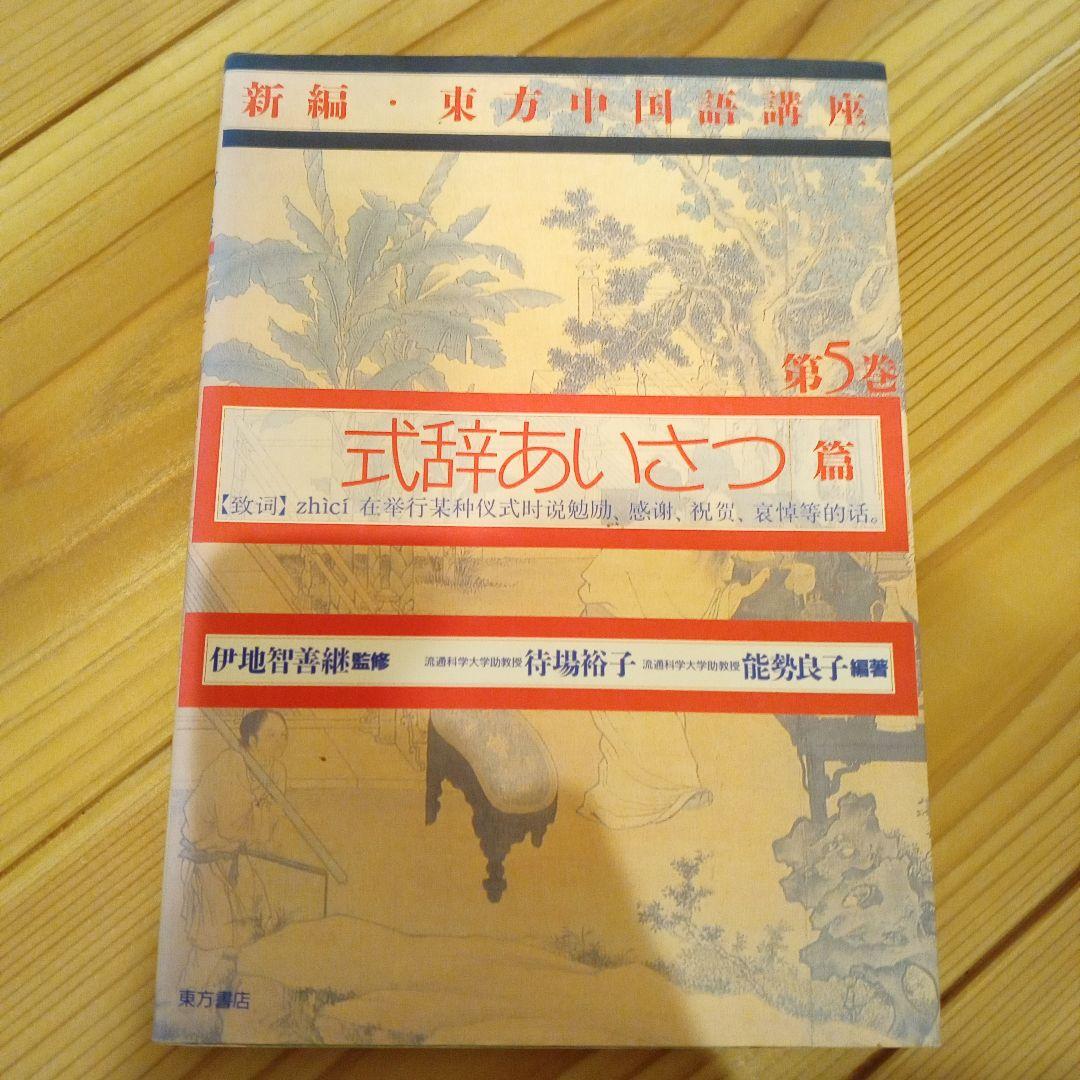 新編・東方中国語講座
第5巻
式辞あいさつ 篇
【致词】zhìcí 在举行某种仪式时说勉励、感谢、祝贺、哀悼等的话。
伊地智善継監修 流通科学大学助教授 待場裕子 流通科学大学助教授 能勢良子編著
東方書店